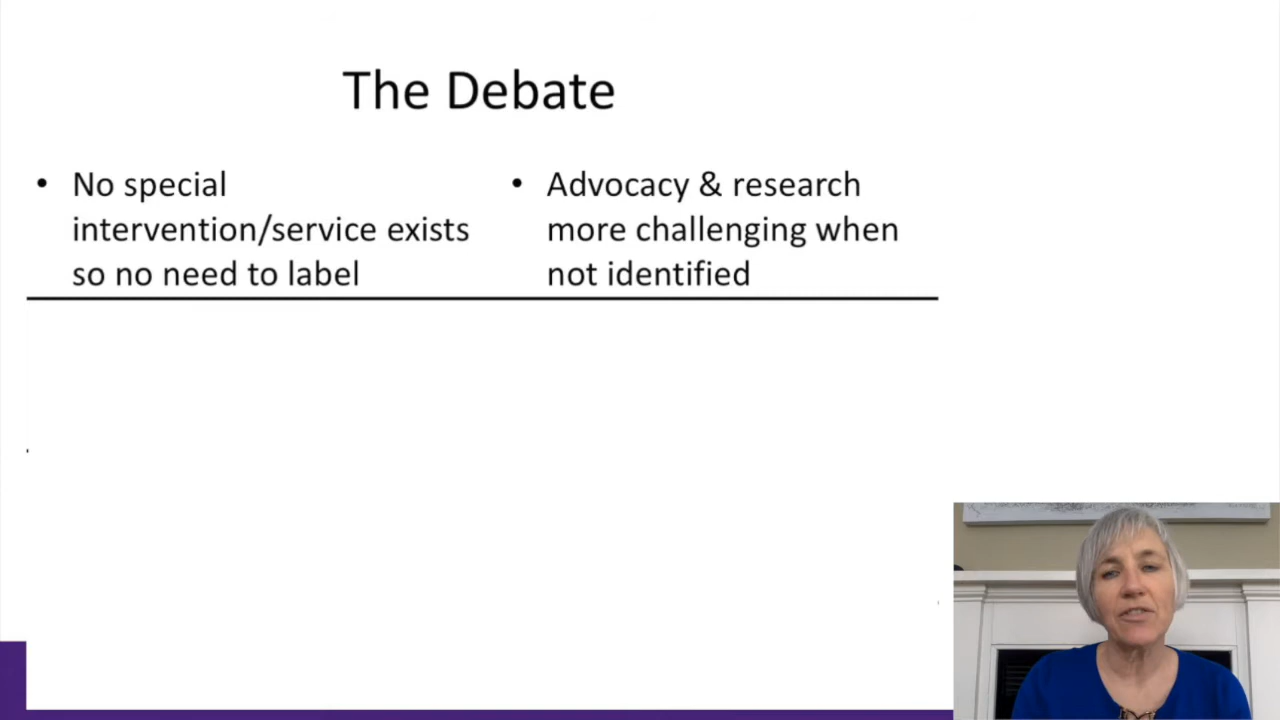 The Debate
• No special
intervention/service exists
so no need to label
• Advocacy & research
more challenging when
not identified